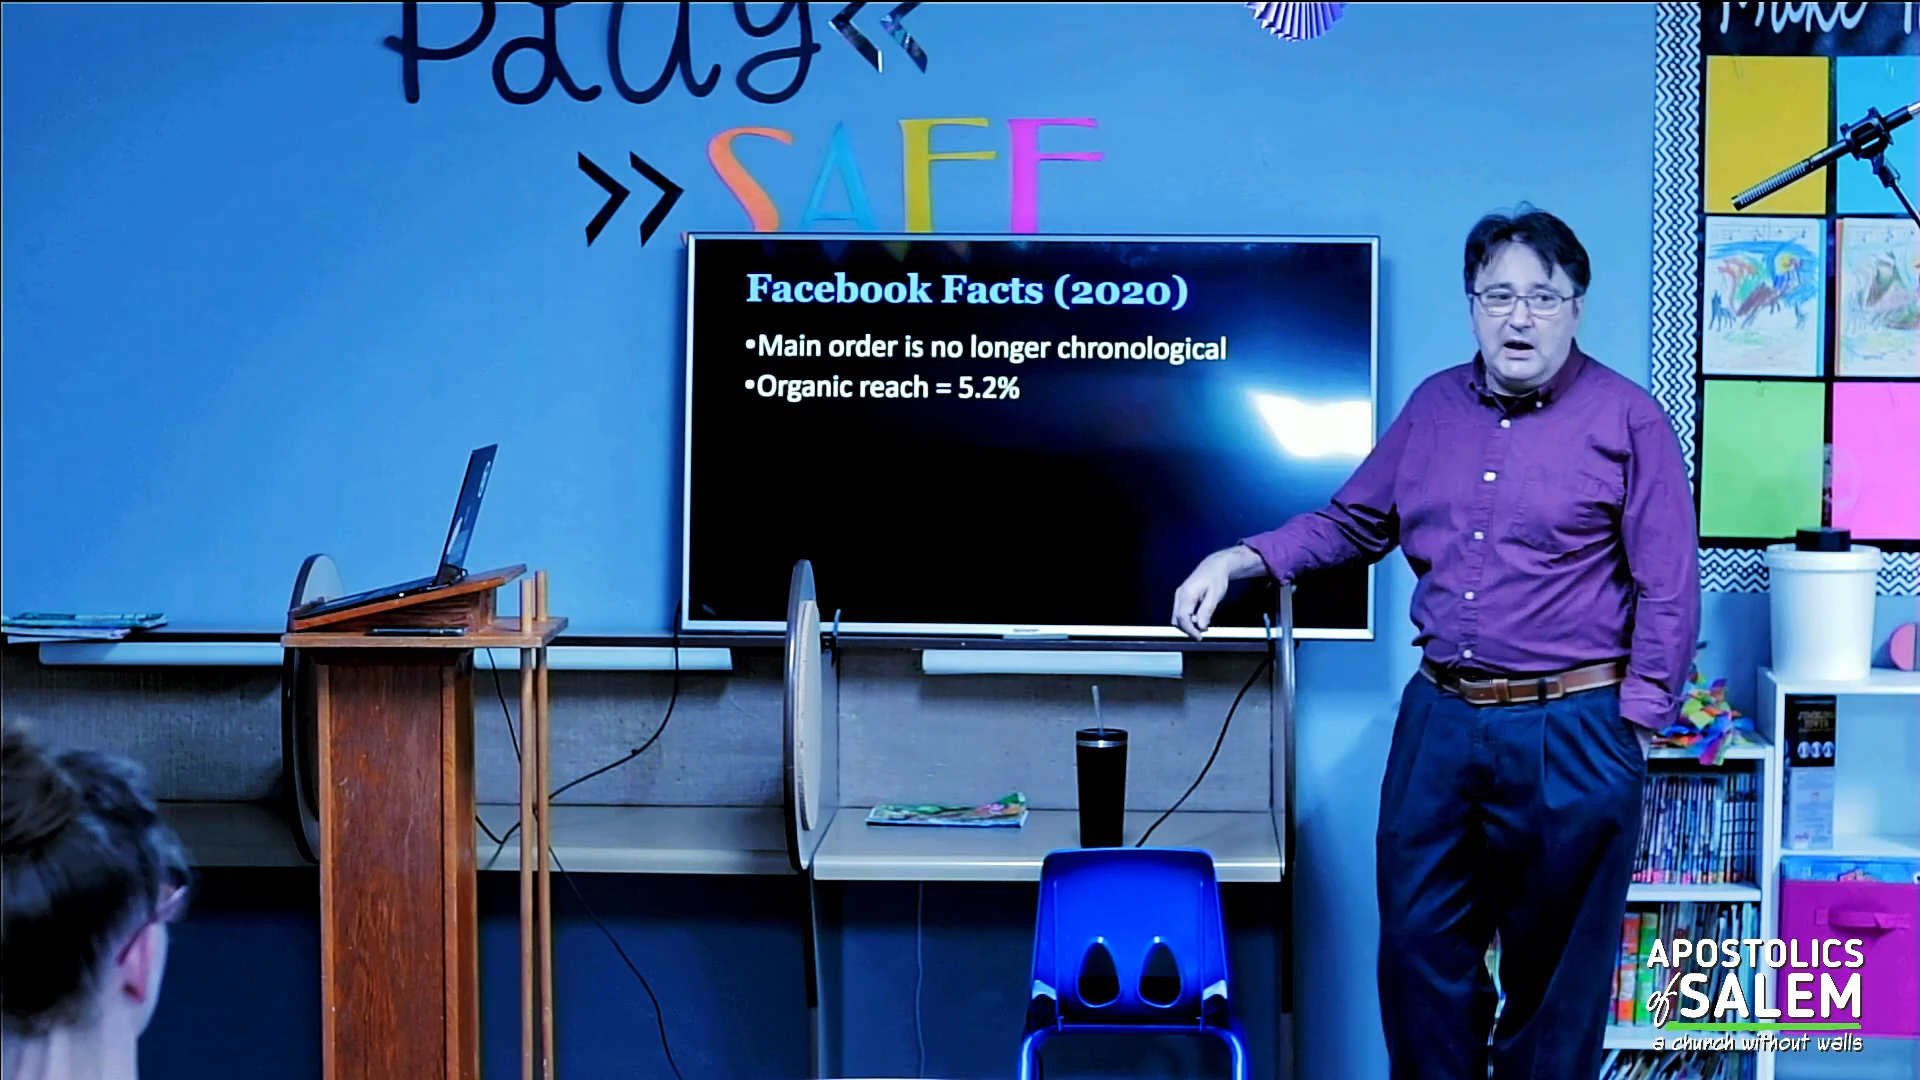 Play <<
>> SAFE
Make
Facebook Facts (2020)
•Main order is no longer chronological
•Organic reach = 5.2%
APOSTOLICS
of SALEM
a church without walls